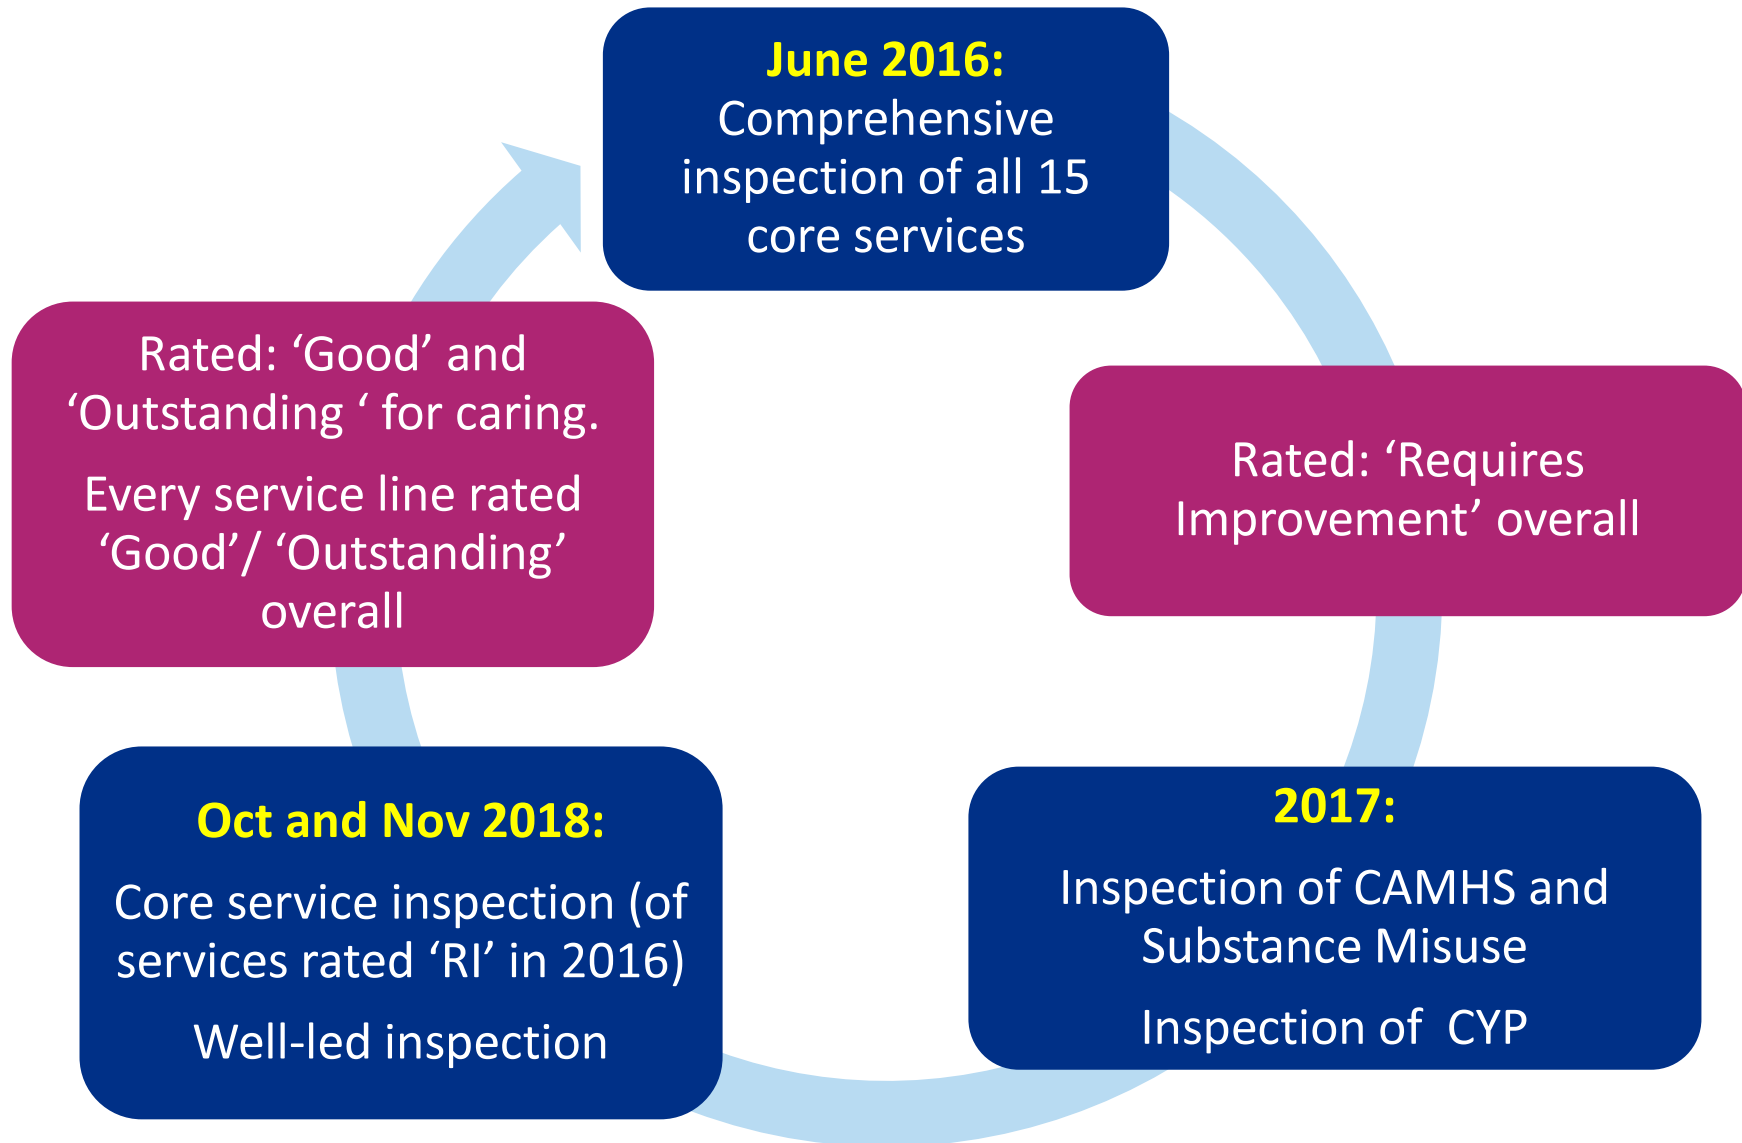 June 2016:
Comprehensive
inspection of all 15
core services
Rated: ‘Requires
Improvement’ overall
2017:
Inspection of CAMHS and
Substance Misuse
Inspection of  CYP
Oct and Nov 2018:
Core service inspection (of
services rated ‘RI’ in 2016)
Well-led inspection
Rated: ‘Good’ and
‘Outstanding ‘ for caring.
Every service line rated
‘Good’/ ‘Outstanding’
overall